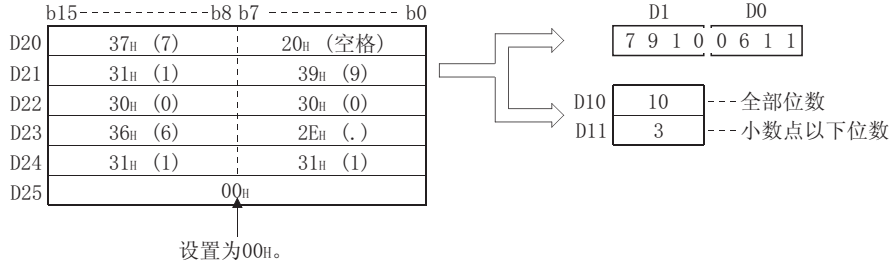 b15 b8 b7 b0
D20 37H (7) 20H (空格)
D21 31H (1) 39H (9)
D22 30H (0) 30H (0)
D23 36H (6) 2EH (.)
D24 31H (1) 31H (1)
D25 00H
设置为00H。
D1 D0
7 9 1 0 0 6 1 1
D10 10 全部位数
D11 3 小数点以下位数